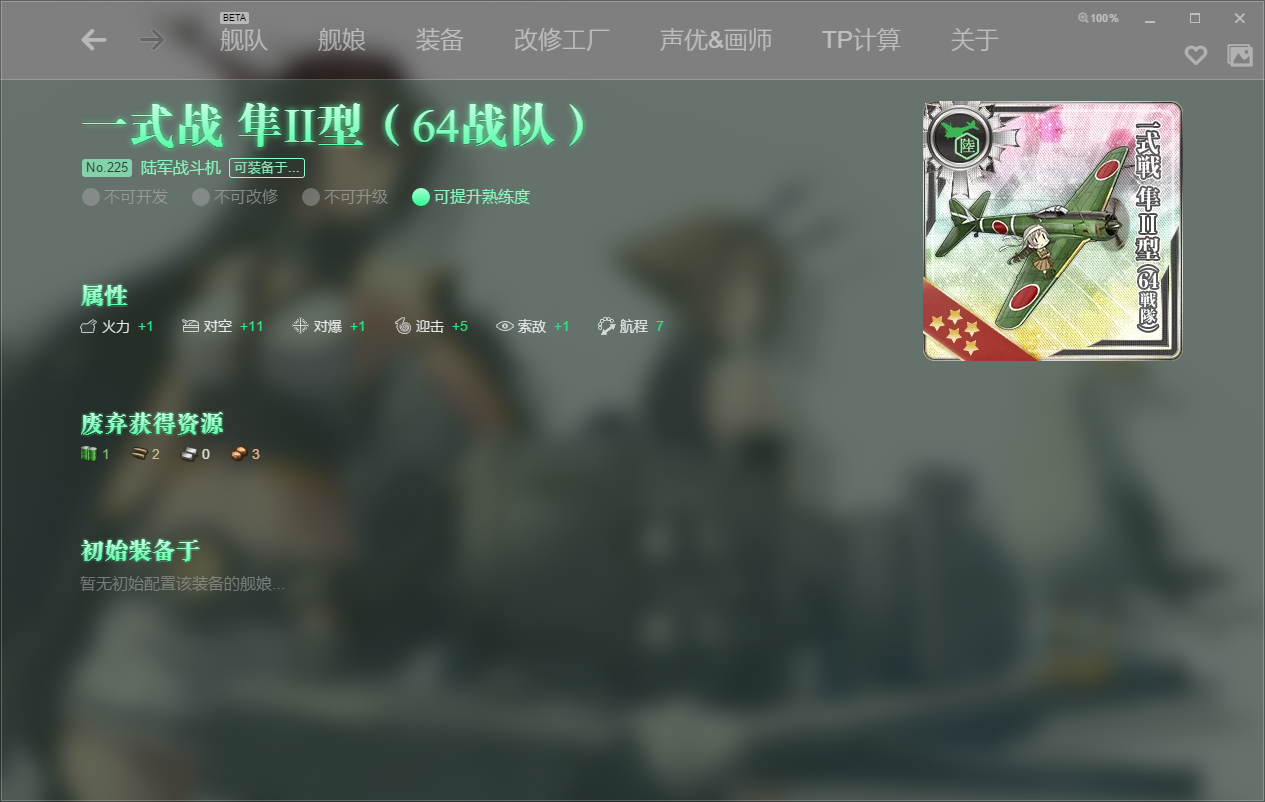 BETA
舰队 舰娘 装备 改修工厂 声优&画师 TP计算 关于
100%
一式战 隼II型（64战队）
No.225 陆军战斗机 可装备于...
不可开发 不可改修 不可升级 可提升熟练度
属性
火力 +1 对空 +11 对爆 +1 迎击 +5 索敌 +1 航程 7
废弃获得资源
1 2 0 3
初始装备于
暂无初始配置该装备的舰娘...
陸
一式戦 隼II型(64戦隊)